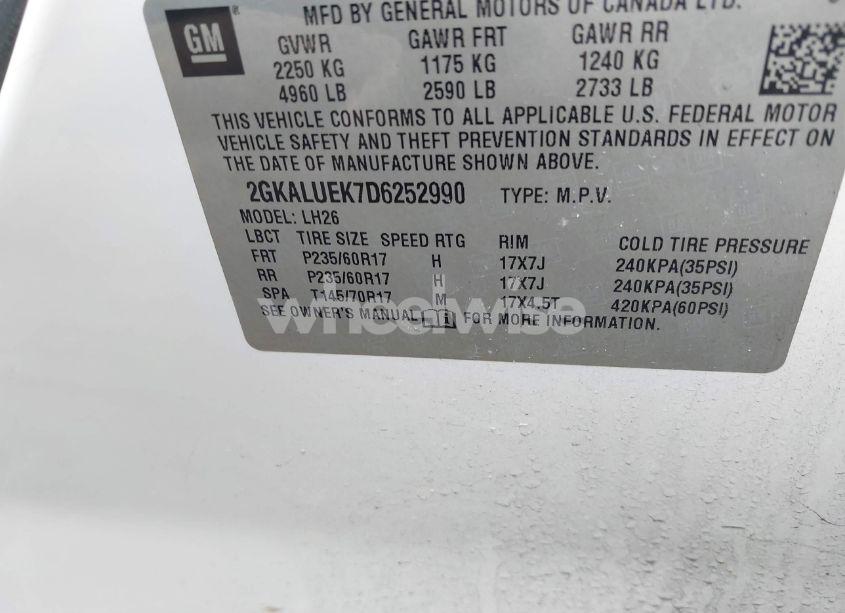 MFD BY GENERAL MOTORS OF CANADA LTD.
GM
GVWR GAWR FRT GAWR RR
2250 KG 1175 KG 1240 KG
4960 LB 2590 LB 2733 LB
THIS VEHICLE CONFORMS TO ALL APPLICABLE U.S. FEDERAL MOTOR
VEHICLE SAFETY AND THEFT PREVENTION STANDARDS IN EFFECT ON
THE DATE OF MANUFACTURE SHOWN ABOVE.
2GKALUEK7D6252990 TYPE: M.P.V.
MODEL: LH26
LBCT TIRE SIZE SPEED RTG RIM COLD TIRE PRESSURE
FRT P235/60R17 H 17X7J 240KPA(35PSI)
RR P235/60R17 H 17X7J 240KPA(35PSI)
SPA T145/70R17 M 17X4.5T 420KPA(60PSI)
SEE OWNER'S MANUAL FOR MORE INFORMATION.
wheelwise